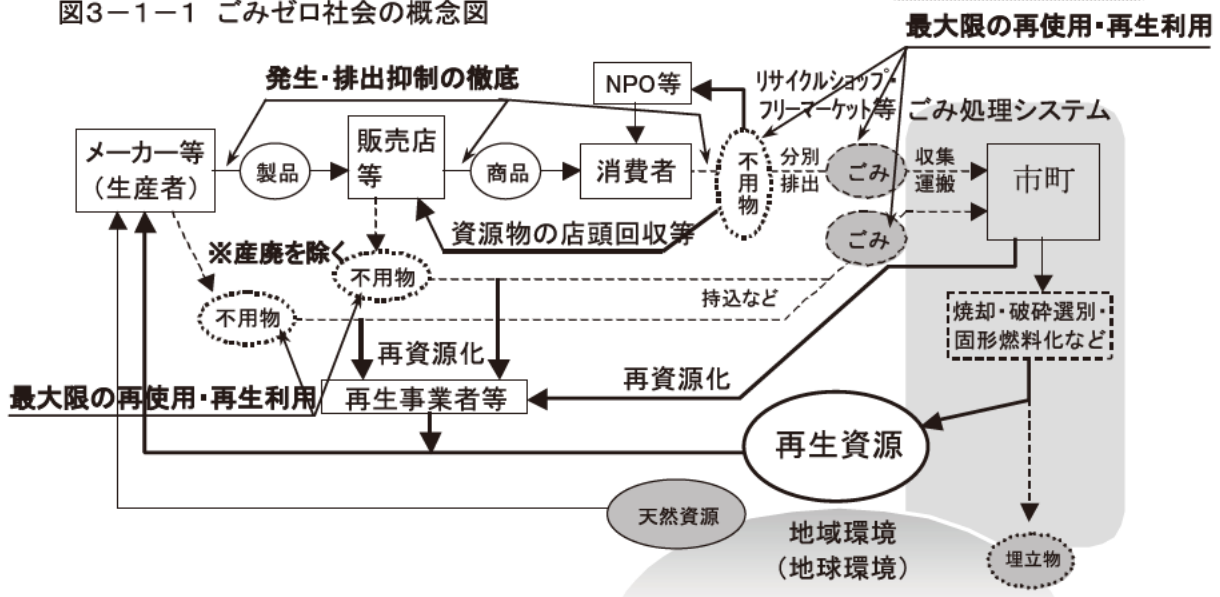 図3－1－1 ごみゼロ社会の概念図
最大限の再使用・再生利用
発生・排出抑制の徹底
NPO等
リサイクルショップ・
フリーマーケット等
ごみ処理システム
メーカー等
（生産者）
製品
販売店
等
商品
消費者
不用物
分別
排出
ごみ
収集
運搬
市町
資源物の店頭回収等
ごみ
※産廃を除く
不用物
持込など
不用物
焼却・破砕選別・
固形燃料化など
再資源化
再資源化
最大限の再使用・再生利用
再生事業者等
再生資源
天然資源
地域環境
（地球環境）
埋立物